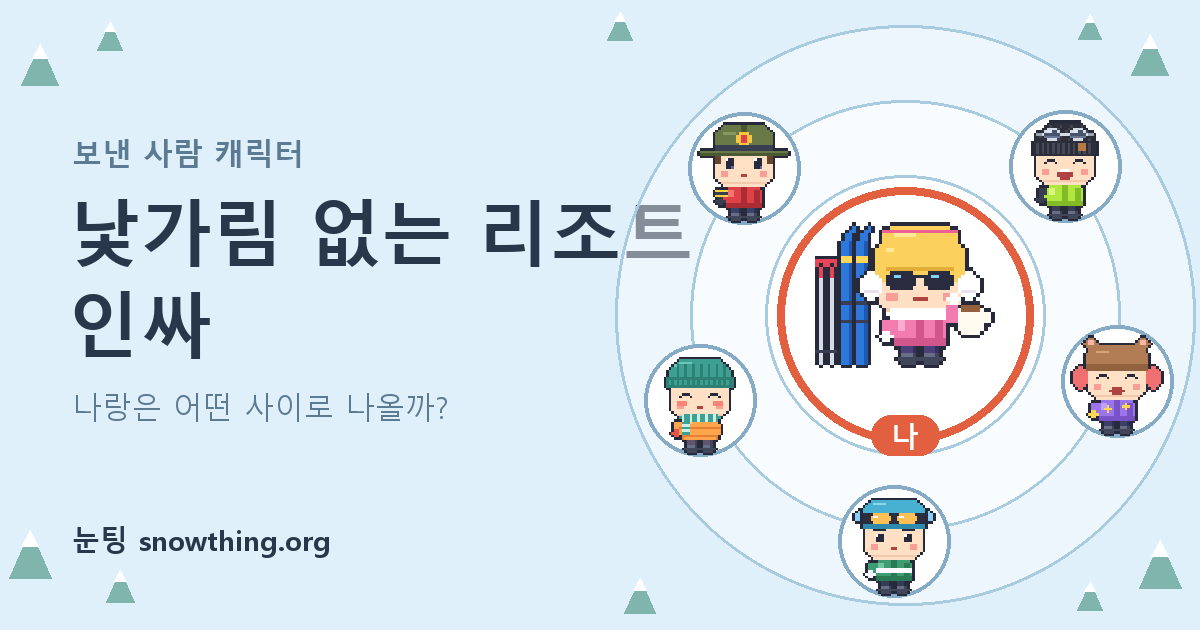 보낸 사람 캐릭터
낯가림 없는 리조트
인싸
나랑은 어떤 사이로 나올까?
눈팅 snowthing.org
나